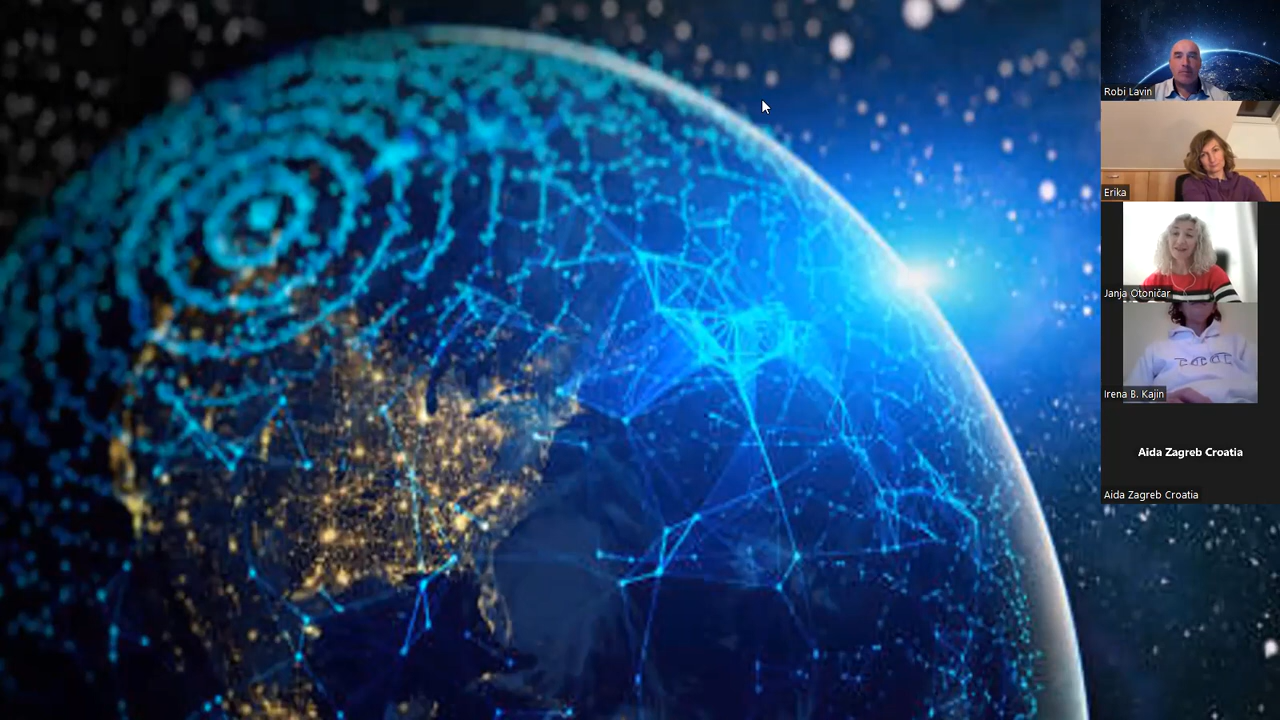 Robi Lavin
Erika
Janja Otoničar
Irena B. Kajin
Aida Zagreb Croatia
Aida Zagreb Croatia